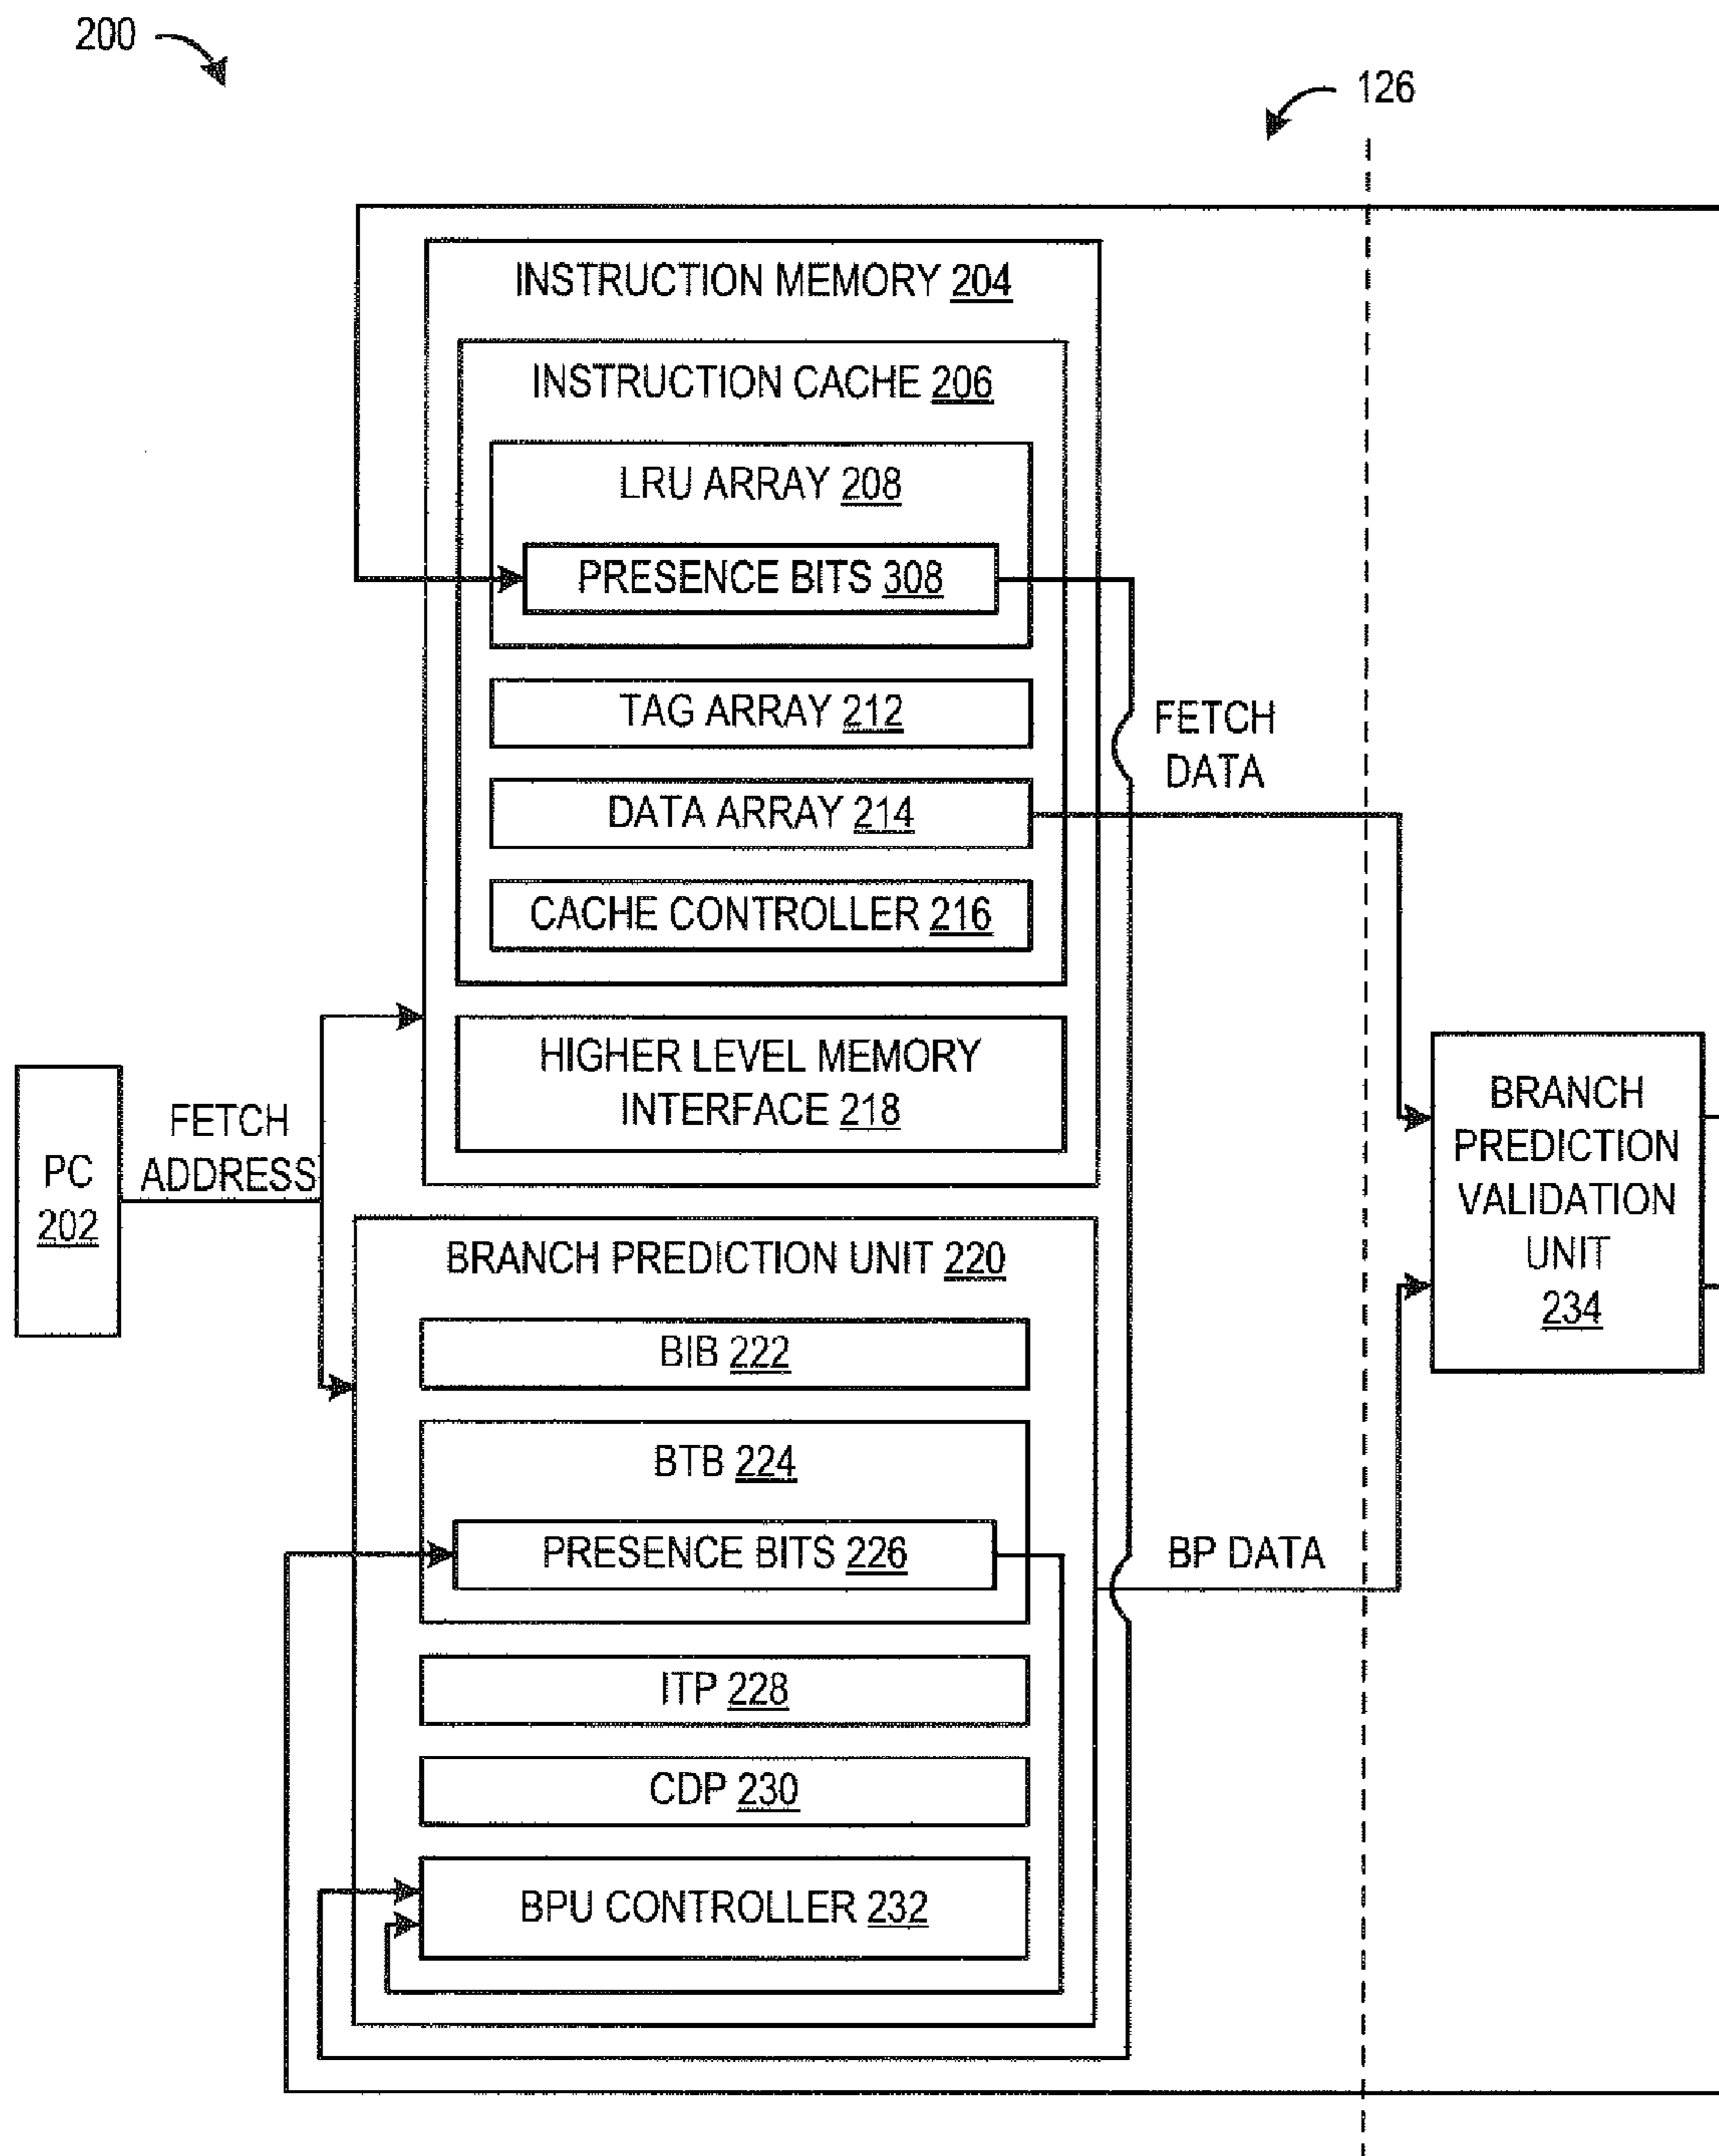 200
126
INSTRUCTION MEMORY 204
INSTRUCTION CACHE 206
LRU ARRAY 208
PRESENCE BITS 308
TAG ARRAY 212
FETCH
DATA
DATA ARRAY 214
CACHE CONTROLLER 216
HIGHER LEVEL MEMORY
INTERFACE 218
PC
202
FETCH
ADDRESS
BRANCH
PREDICTION
VALIDATION
UNIT
234
BRANCH PREDICTION UNIT 220
BIB 222
BTB 224
PRESENCE BITS 226
BP DATA
ITP 228
CDP 230
BPU CONTROLLER 232